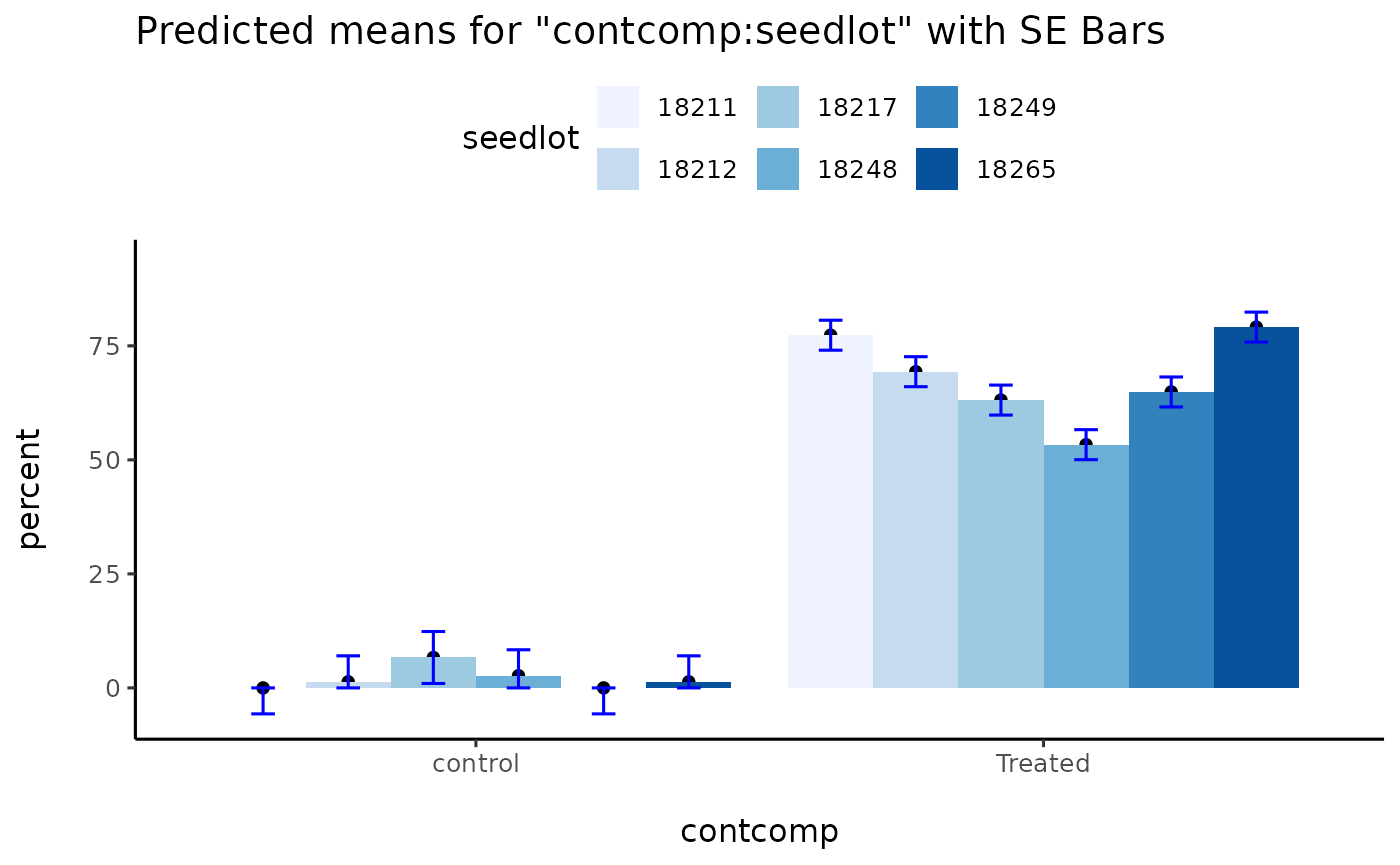 Predicted means for "contcomp:seedlot" with SE Bars
seedlot
18211 18217 18249
18212 18248 18265
percent
75
50
25
0
control Treated
contcomp